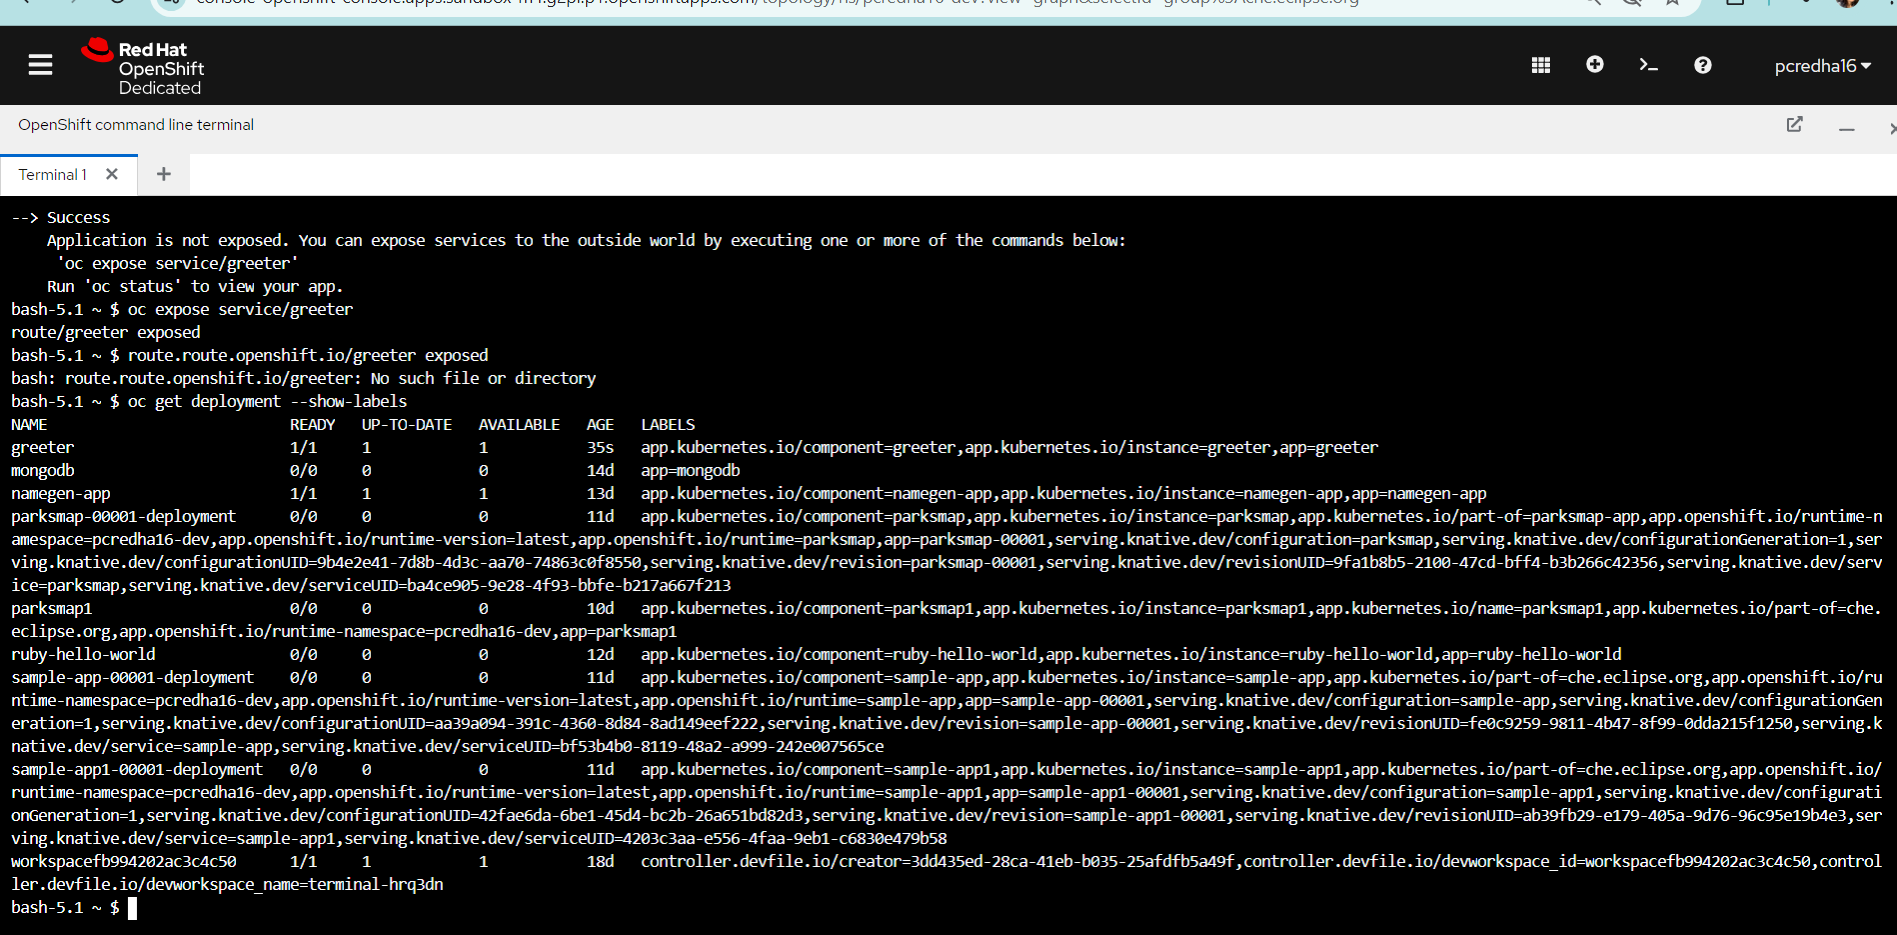 Red Hat
OpenShift
Dedicated
pcredha16
OpenShift command line terminal
Terminal 1
--> Success
    Application is not exposed. You can expose services to the outside world by executing one or more of the commands below:
     'oc expose service/greeter'
    Run 'oc status' to view your app.
bash-5.1 ~ $ oc expose service/greeter
route/greeter exposed
bash-5.1 ~ $ route.route.openshift.io/greeter exposed
bash: route.route.openshift.io/greeter: No such file or directory
bash-5.1 ~ $ oc get deployment --show-labels
NAME                           READY   UP-TO-DATE   AVAILABLE   AGE   LABELS
greeter                        1/1     1            1           35s   app.kubernetes.io/component=greeter,app.kubernetes.io/instance=greeter,app=greeter
mongodb                        0/0     0            0           14d   app=mongodb
namegen-app                    1/1     1            1           13d   app.kubernetes.io/component=namegen-app,app.kubernetes.io/instance=namegen-app,app=namegen-app
parksmap-00001-deployment      0/0     0            0           11d   app.kubernetes.io/component=parksmap,app.kubernetes.io/instance=parksmap,app.kubernetes.io/part-of=parksmap-app,app.openshift.io/runtime-n
amespace=pcredha16-dev,app.openshift.io/runtime-version=latest,app.openshift.io/runtime=parksmap,app=parksmap-00001,serving.knative.dev/configuration=parksmap,serving.knative.dev/configurationGeneration=1,ser
ving.knative.dev/configurationUID=9b4e2e41-7d8b-4d3c-aa70-74863c0f8550,serving.knative.dev/revision=parksmap-00001,serving.knative.dev/revisionUID=9fa1b8b5-2100-47cd-bff4-b3b266c42356,serving.knative.dev/serv
ice=parksmap,serving.knative.dev/serviceUID=ba4ce905-9e28-4f93-bbfe-b217a667f213
parksmap1                      0/0     0            0           10d   app.kubernetes.io/component=parksmap1,app.kubernetes.io/instance=parksmap1,app.kubernetes.io/name=parksmap1,app.kubernetes.io/part-of=che.
eclipse.org,app.openshift.io/runtime-namespace=pcredha16-dev,app=parksmap1
ruby-hello-world               0/0     0            0           12d   app.kubernetes.io/component=ruby-hello-world,app.kubernetes.io/instance=ruby-hello-world,app=ruby-hello-world
sample-app-00001-deployment    0/0     0            0           11d   app.kubernetes.io/component=sample-app,app.kubernetes.io/instance=sample-app,app.kubernetes.io/part-of=che.eclipse.org,app.openshift.io/ru
ntime-namespace=pcredha16-dev,app.openshift.io/runtime-version=latest,app.openshift.io/runtime=sample-app,app=sample-app-00001,serving.knative.dev/configuration=sample-app,serving.knative.dev/configurationGen
eration=1,serving.knative.dev/configurationUID=aa39a094-391c-4360-8d84-8ad149eef222,serving.knative.dev/revision=sample-app-00001,serving.knative.dev/revisionUID=fe0c9259-9811-4b47-8f99-0dda215f1250,serving.k
native.dev/service=sample-app,serving.knative.dev/serviceUID=bf53b4b0-8119-48a2-a999-242e007565ce
sample-app1-00001-deployment   0/0     0            0           11d   app.kubernetes.io/component=sample-app1,app.kubernetes.io/instance=sample-app1,app.kubernetes.io/part-of=che.eclipse.org,app.openshift.io/
runtime-namespace=pcredha16-dev,app.openshift.io/runtime-version=latest,app.openshift.io/runtime=sample-app1,app=sample-app1-00001,serving.knative.dev/configuration=sample-app1,serving.knative.dev/configurati
onGeneration=1,serving.knative.dev/configurationUID=42fae6da-6be1-45d4-bc2b-26a651bd82d3,serving.knative.dev/revision=sample-app1-00001,serving.knative.dev/revisionUID=ab39fb29-e179-405a-9d76-96c95e19b4e3,ser
ving.knative.dev/service=sample-app1,serving.knative.dev/serviceUID=4203c3aa-e556-4faa-9eb1-c6830e479b58
workspacefb994202ac3c4c50      1/1     1            1           18d   controller.devfile.io/creator=3dd435ed-28ca-41eb-b035-25afdfb5a49f,controller.devfile.io/devworkspace_id=workspacefb994202ac3c4c50,control
ler.devfile.io/devworkspace_name=terminal-hrq3dn
bash-5.1 ~ $